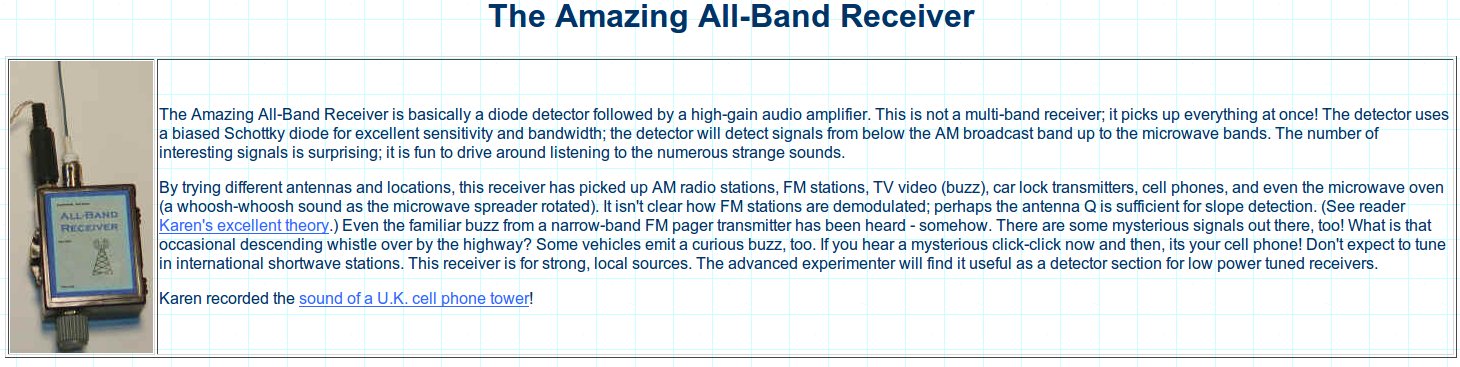 The Amazing All-Band Receiver
ALL-BAND
RECEIVER
The Amazing All-Band Receiver is basically a diode detector followed by a high-gain audio amplifier. This is not a multi-band receiver; it picks up everything at once! The detector uses
a biased Schottky diode for excellent sensitivity and bandwidth; the detector will detect signals from below the AM broadcast band up to the microwave bands. The number of
interesting signals is surprising; it is fun to drive around listening to the numerous strange sounds.
By trying different antennas and locations, this receiver has picked up AM radio stations, FM stations, TV video (buzz), car lock transmitters, cell phones, and even the microwave oven
(a whoosh-whoosh sound as the microwave spreader rotated). It isn't clear how FM stations are demodulated; perhaps the antenna Q is sufficient for slope detection. (See reader
Karen's excellent theory.) Even the familiar buzz from a narrow-band FM pager transmitter has been heard - somehow. There are some mysterious signals out there, too! What is that
occasional descending whistle over by the highway? Some vehicles emit a curious buzz, too. If you hear a mysterious click-click now and then, its your cell phone! Don't expect to tune
in international shortwave stations. This receiver is for strong, local sources. The advanced experimenter will find it useful as a detector section for low power tuned receivers.
Karen recorded the sound of a U.K. cell phone tower!